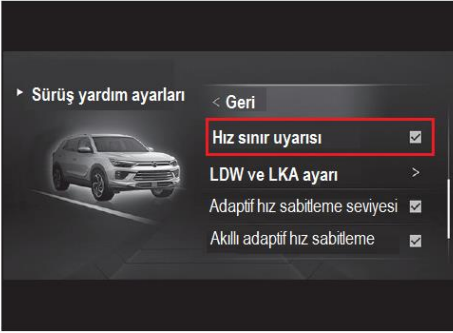 Sürüş yardım ayarları
< Geri
Hız sınır uyarısı
LDW ve LKA ayarı >
Adaptif hız sabitleme seviyesi
Akıllı adaptif hız sabitleme